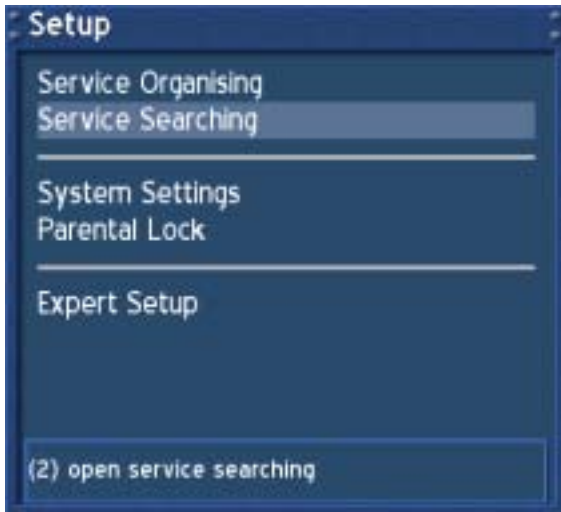 Setup
Service Organising
Service Searching
System Settings
Parental Lock
Expert Setup
(2) open service searching